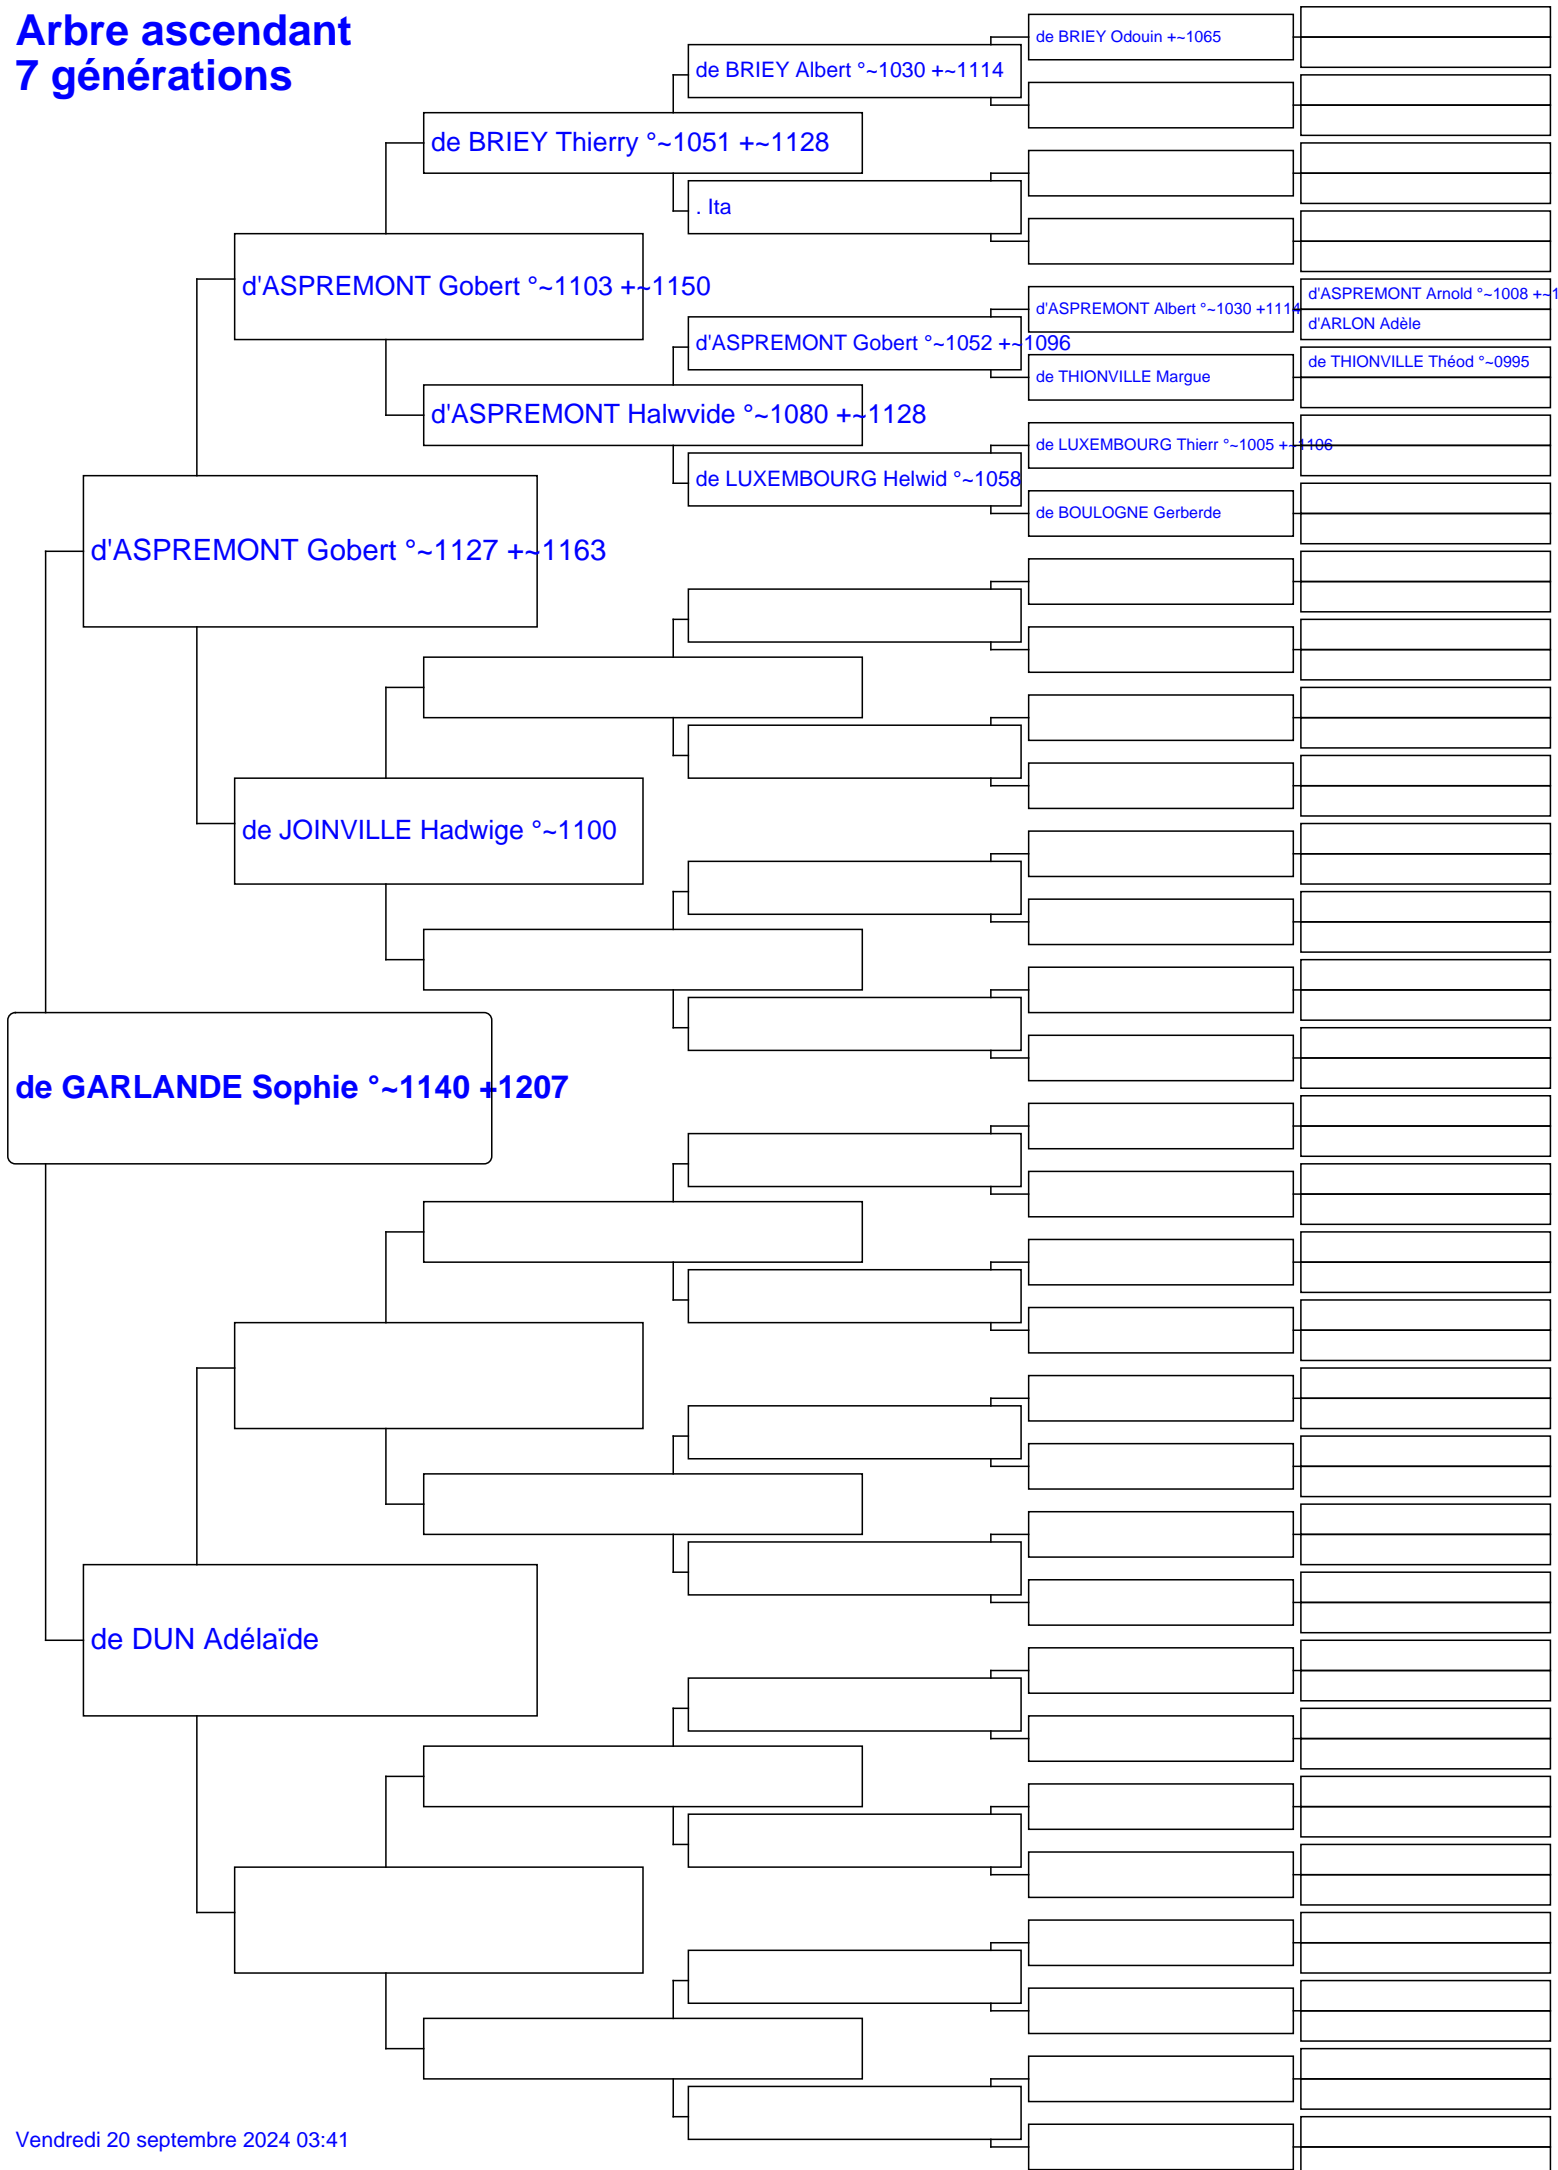 Arbre ascendant
7 générations
de BRIEY Odouin +~1065
de BRIEY Albert °~1030 +~1114
de BRIEY Thierry °~1051 +~1128
. Ita
d'ASPREMONT Gobert °~1103 +~1150
d'ASPREMONT Arnold °~1008 +~1
d'ASPREMONT Albert °~1030 +1114
d'ARLON Adèle
d'ASPREMONT Gobert °~1052 +~1096
de THIONVILLE Théod °~0995
de THIONVILLE Margue
d'ASPREMONT Halwvide °~1080 +~1128
de LUXEMBOURG Thierr °~1005 +~1106
de LUXEMBOURG Helwid °~1058
de BOULOGNE Gerberde
d'ASPREMONT Gobert °~1127 +~1163
de JOINVILLE Hadwige °~1100
de GARLANDE Sophie °~1140 +1207
de DUN Adélaïde
Vendredi 20 septembre 2024 03:41